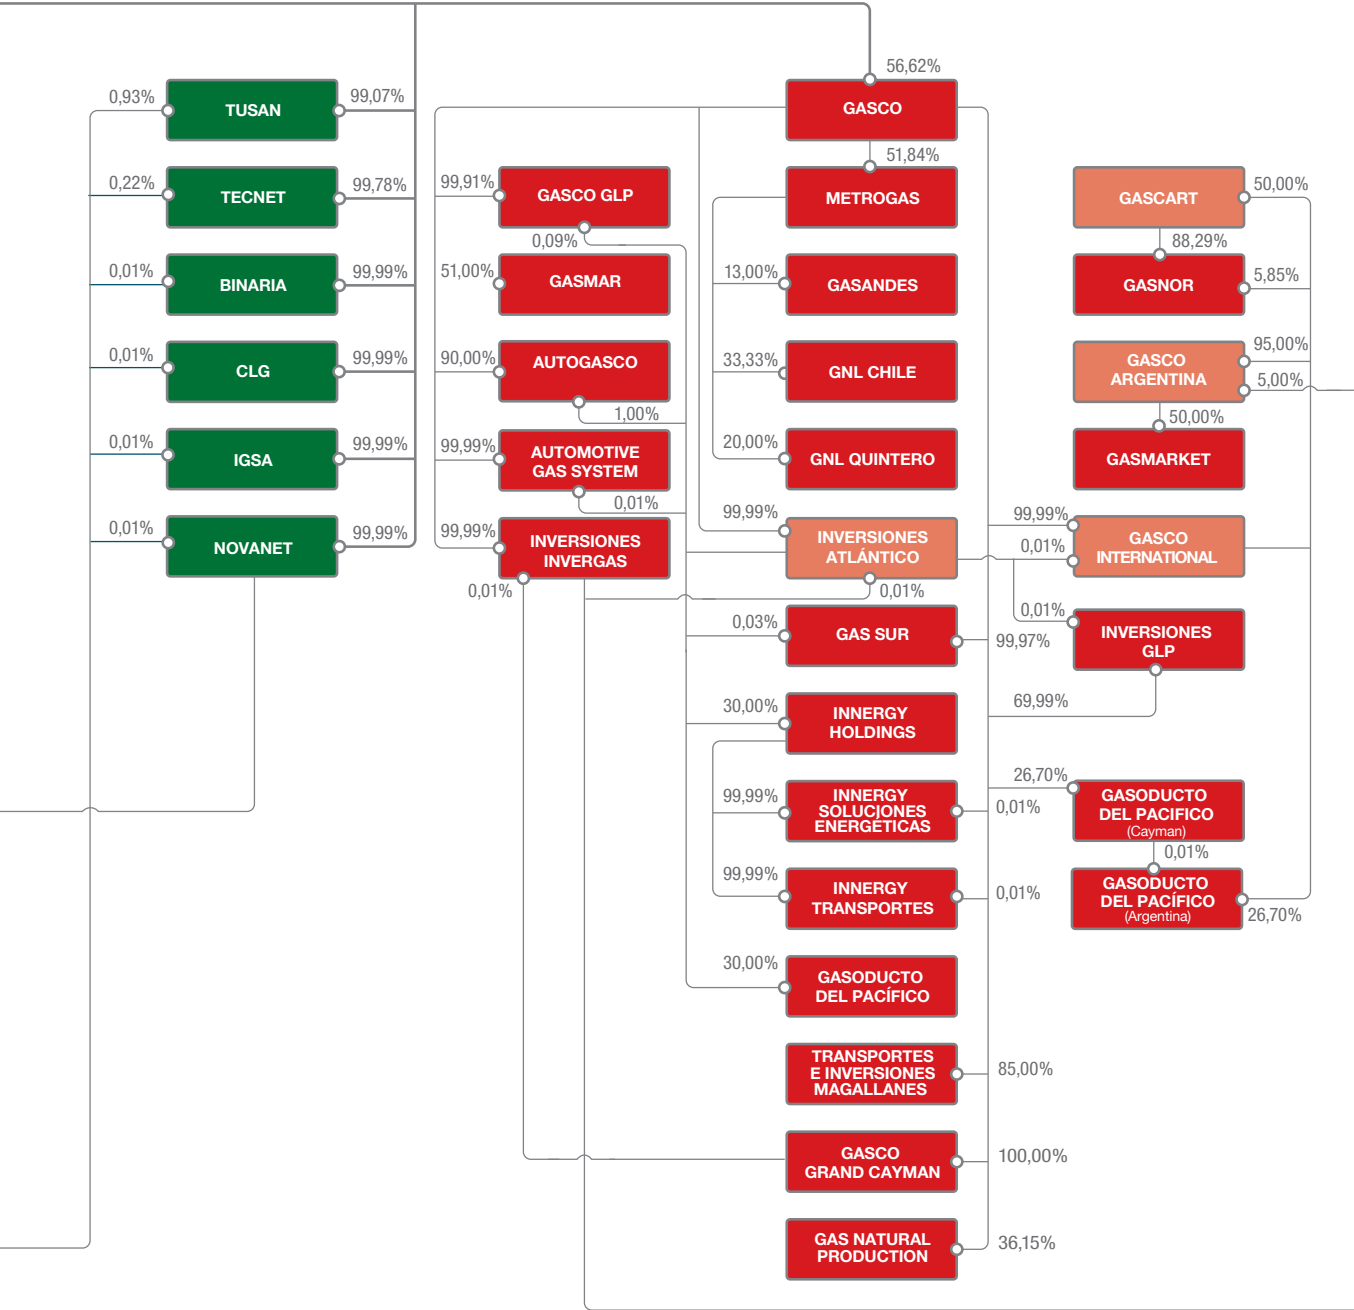 56,62%
0,93%
TUSAN
99,07%
GASCO
51,84%
0,22%
TECNET
99,78%
99,91%
GASCO GLP
0,09%
METROGAS
GASCART
50,00%
88,29%
0,01%
BINARIA
99,99%
51,00%
GASMAR
13,00%
GASANDES
GASNOR
5,85%
0,01%
CLG
99,99%
90,00%
AUTOGASCO
1,00%
33,33%
GNL CHILE
GASCO
ARGENTINA
95,00%
5,00%
50,00%
0,01%
IGSA
99,99%
99,99%
AUTOMOTIVE
GAS SYSTEM
0,01%
20,00%
GNL QUINTERO
GASMARKET
0,01%
NOVANET
99,99%
99,99%
INVERSIONES
INVERGAS
0,01%
99,99%
INVERSIONES
ATLÁNTICO
0,01%
99,99%
0,01%
GASCO
INTERNATIONAL
0,03%
GAS SUR
99,97%
0,01%
INVERSIONES
GLP
69,99%
30,00%
INNERGY
HOLDINGS
99,99%
INNERGY
SOLUCIONES
ENERGÉTICAS
0,01%
26,70%
GASODUCTO
DEL PACIFICO
(Cayman)
0,01%
99,99%
INNERGY
TRANSPORTES
0,01%
GASODUCTO
DEL PACÍFICO
(Argentina)
26,70%
30,00%
GASODUCTO
DEL PACÍFICO
TRANSPORTES
E INVERSIONES
MAGALLANES
85,00%
GASCO
GRAND CAYMAN
100,00%
GAS NATURAL
PRODUCTION
36,15%